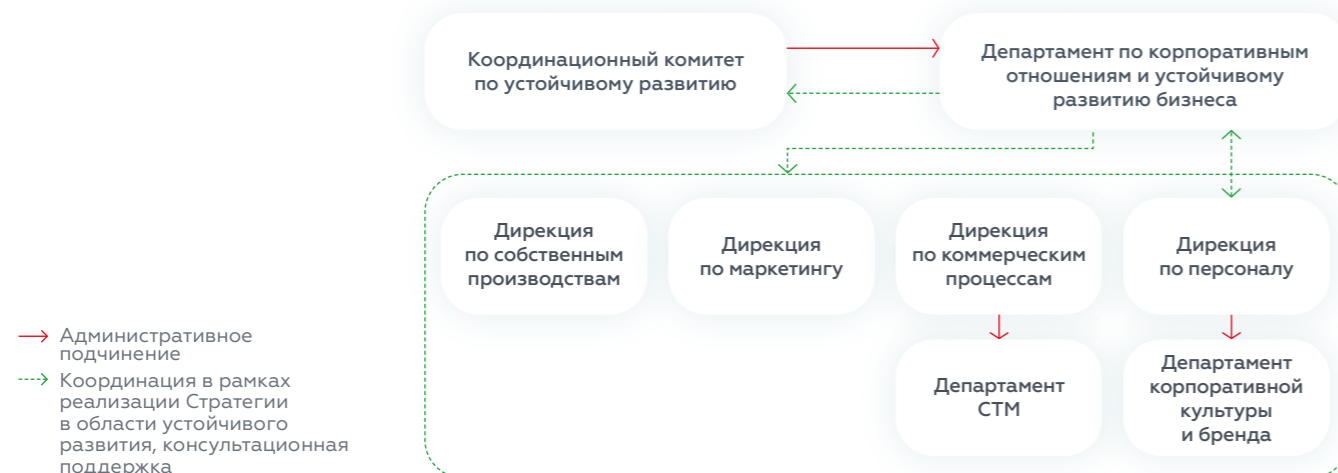 Координационный комитет
по устойчивому развитию
Департамент по корпоративным
отношениям и устойчивому
развитию бизнеса
Дирекция
по собственным
производствам
Дирекция
по маркетингу
Дирекция
по коммерческим
процессам
Дирекция
по персоналу
Департамент
СТМ
Департамент
корпоративной
культуры
и бренда
Административное
подчинение
Координация в рамках
реализации Стратегии
в области устойчивого
развития, консультационная
поддержка